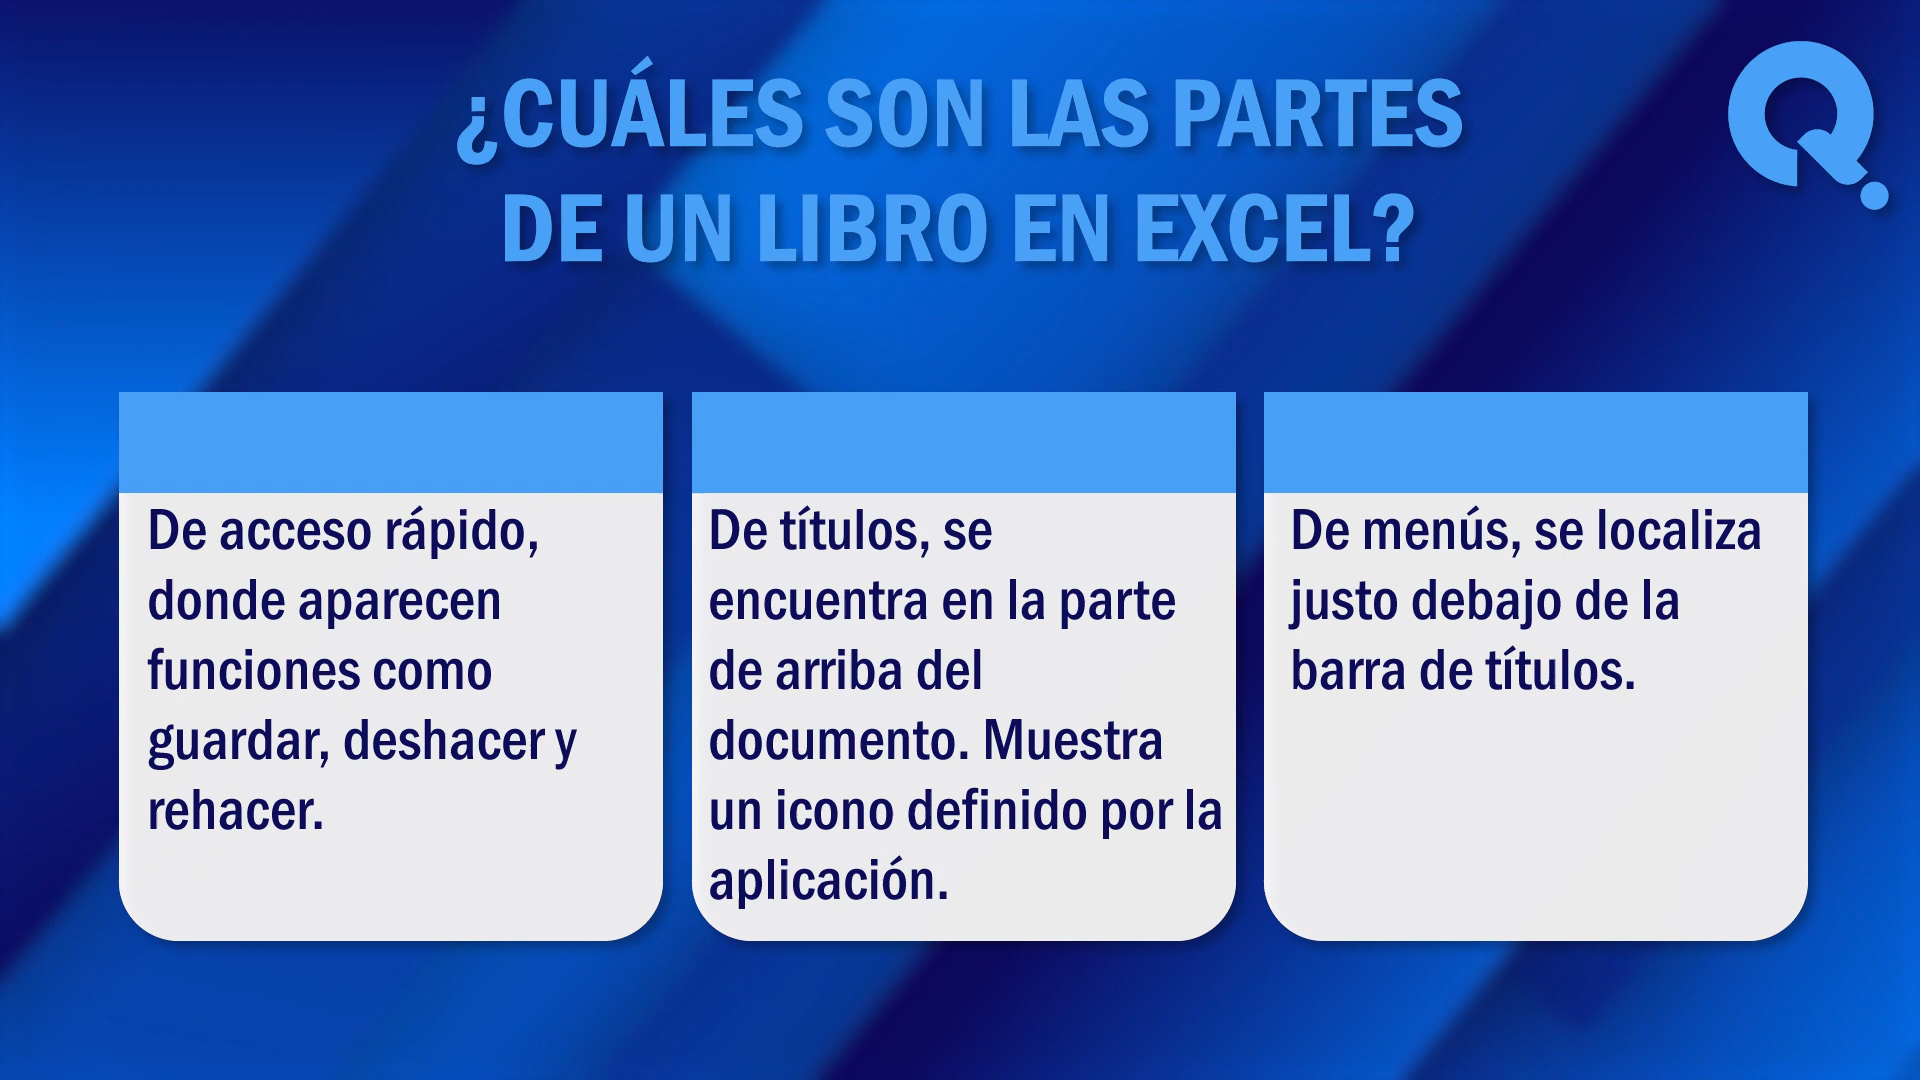 ¿CUÁLES SON LAS PARTES
DE UN LIBRO EN EXCEL?
De acceso rápido,
donde aparecen
funciones como
guardar, deshacer y
rehacer.
De títulos, se
encuentra en la parte
de arriba del
documento. Muestra
un icono definido por la
aplicación.
De menús, se localiza
justo debajo de la
barra de títulos.